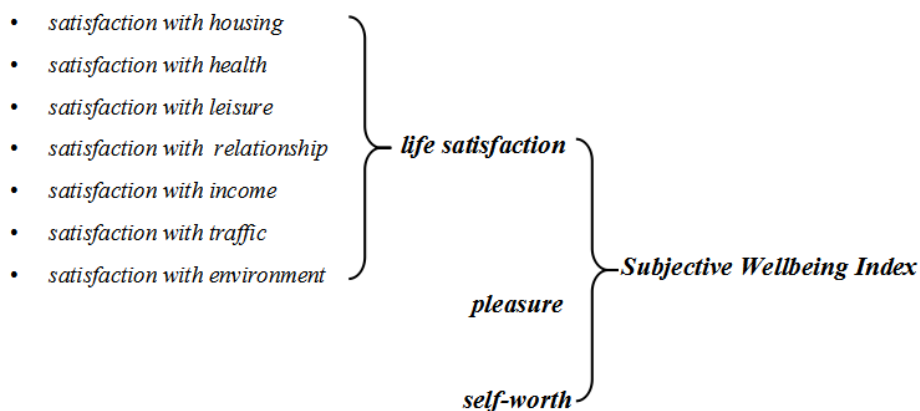 • satisfaction with housing
• satisfaction with health
• satisfaction with leisure
• satisfaction with relationship
• satisfaction with income
• satisfaction with traffic
• satisfaction with environment
life satisfaction
pleasure
self-worth
Subjective Wellbeing Index